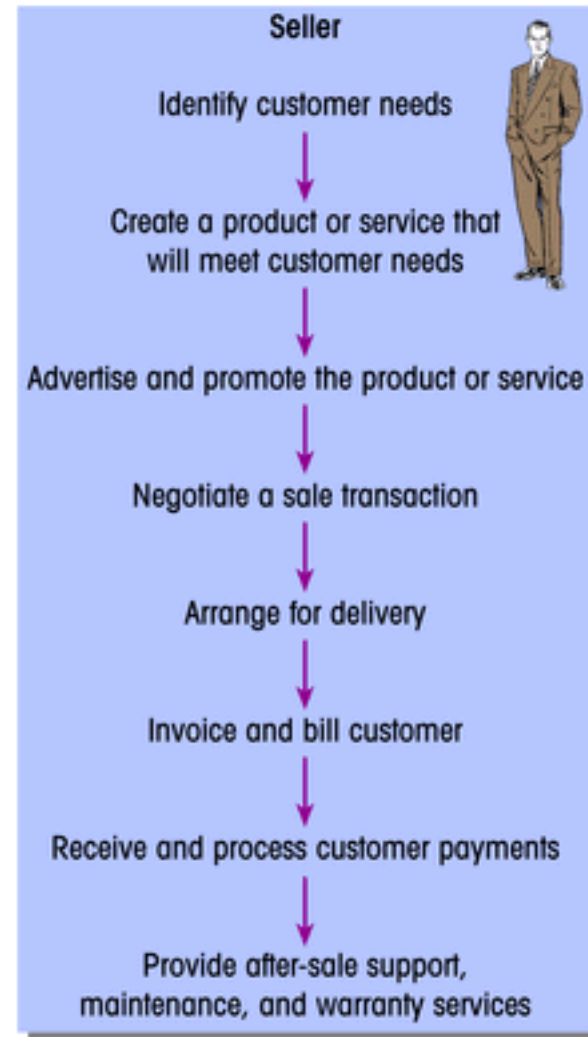 Seller
Identify customer needs
Create a product or service that
will meet customer needs
Advertise and promote the product or service
Negotiate a sale transaction
Arrange for delivery
Invoice and bill customer
Receive and process customer payments
Provide after-sale support,
maintenance, and warranty services